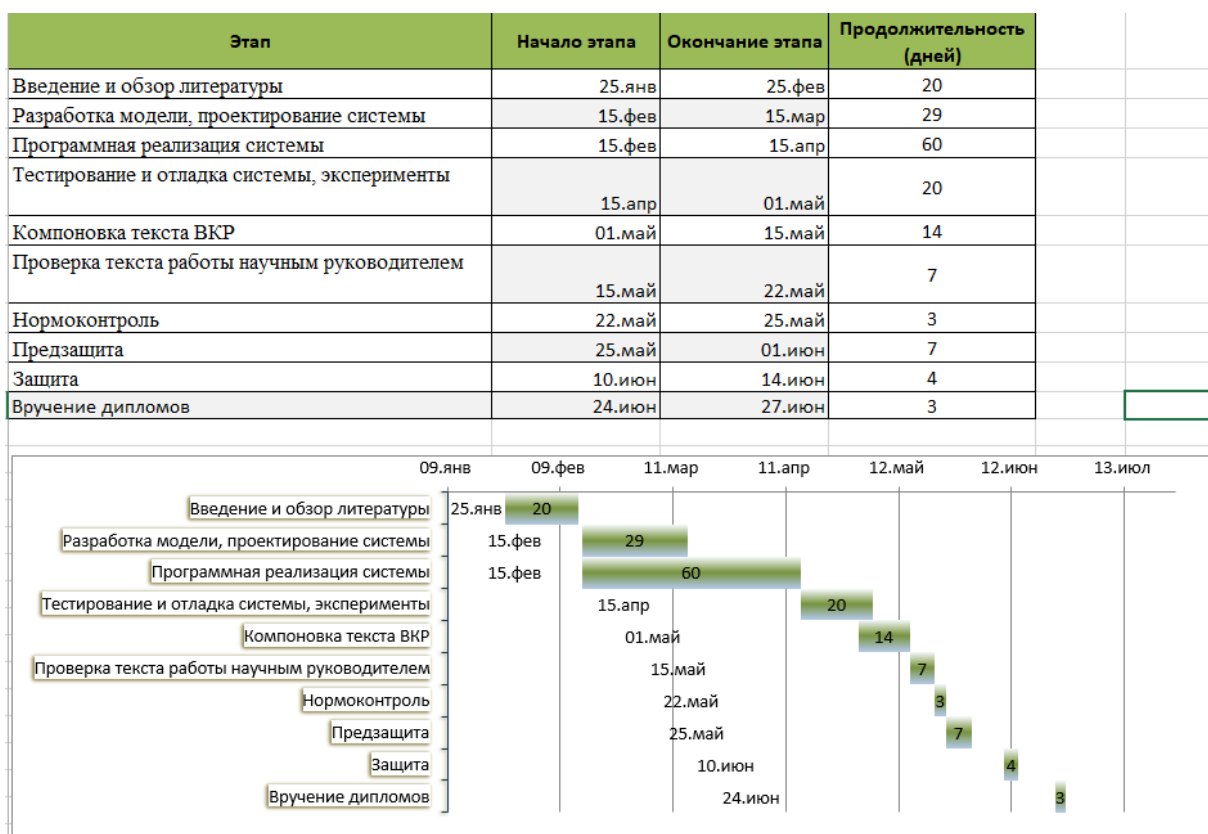 Этап Начало этапа Окончание этапа Продолжительность (дней)
Введение и обзор литературы 25.янв 25.фев 20
Разработка модели, проектирование системы 15.фев 15.мар 29
Программная реализация системы 15.фев 15.апр 60
Тестирование и отладка системы, эксперименты 15.апр 01.май 20
Компоновка текста ВКР 01.май 15.май 14
Проверка текста работы научным руководителем 15.май 22.май 7
Нормоконтроль 22.май 25.май 3
Предзащита 25.май 01.июн 7
Защита 10.июн 14.июн 4
Вручение дипломов 24.июн 27.июн 3
09.янв 09.фев 11.мар 11.апр 12.май 12.июн 13.июл
Введение и обзор литературы 25.янв 20
Разработка модели, проектирование системы 15.фев 29
Программная реализация системы 15.фев 60
Тестирование и отладка системы, эксперименты 15.апр 20
Компоновка текста ВКР 01.май 14
Проверка текста работы научным руководителем 15.май 7
Нормоконтроль 22.май 3
Предзащита 25.май 7
Защита 10.июн 4
Вручение дипломов 24.июн 3